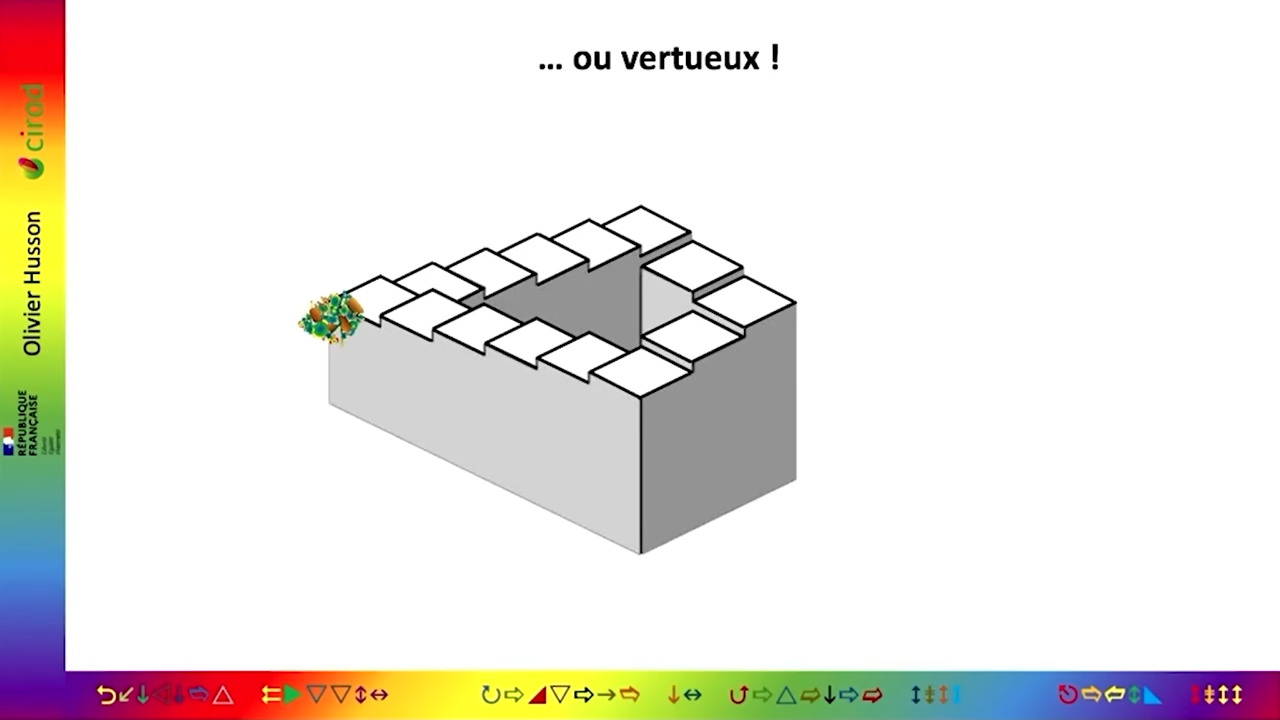 … ou vertueux !
cirad
Olivier Husson
RÉPUBLIQUE
FRANÇAISE